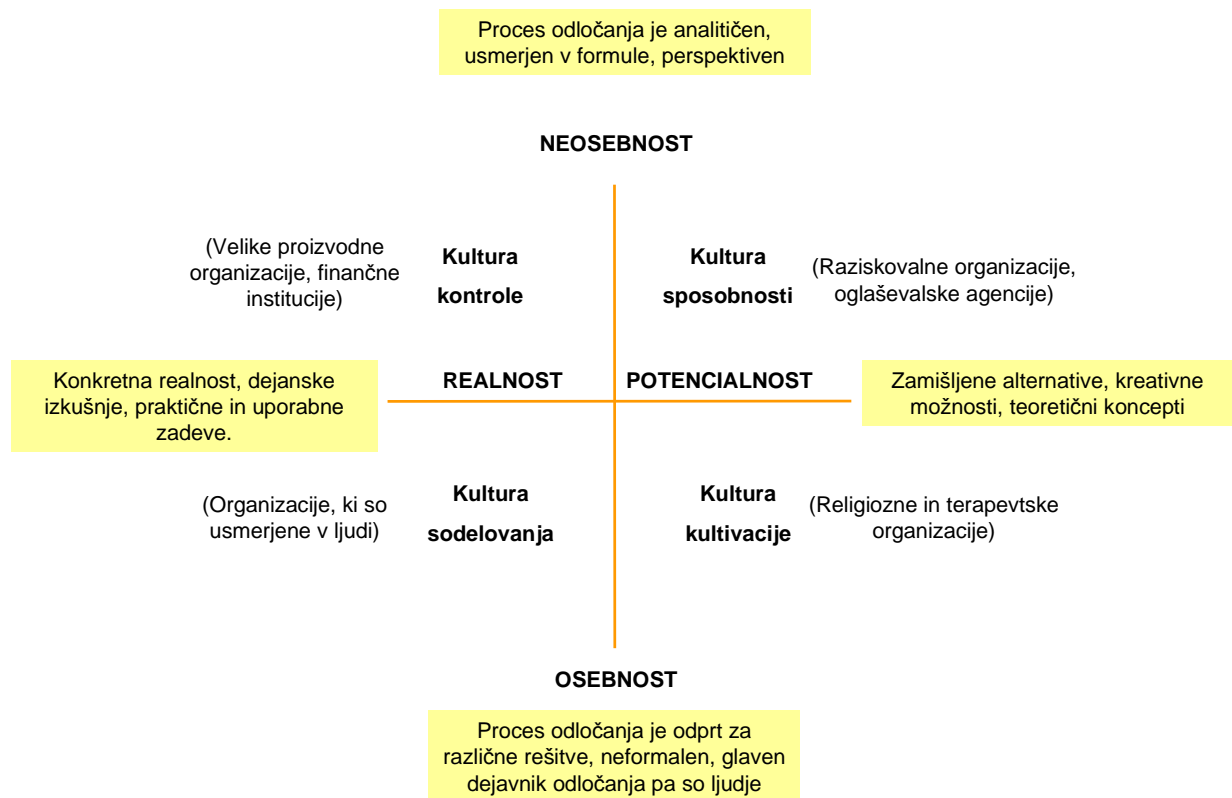 Proces odločanja je analitičen,
usmerjen v formule, perspektiven
NEOSEBNOST
(Velike proizvodne
organizacije, finančne
institucije)
Kultura
kontrole
Kultura
sposobnosti
(Raziskovalne organizacije,
oglaševalske agencije)
Konkretna realnost, dejanske
izkušnje, praktične in uporabne
zadeve.
REALNOST
POTENCIALNOST
Zamišljene alternative, kreativne
možnosti, teoretični koncepti
(Organizacije, ki so
usmerjene v ljudi)
Kultura
sodelovanja
Kultura
kultivacije
(Religiozne in terapevtske
organizacije)
OSEBNOST
Proces odločanja je odprt za
različne rešitve, neformalen, glaven
dejavnik odločanja pa so ljudje